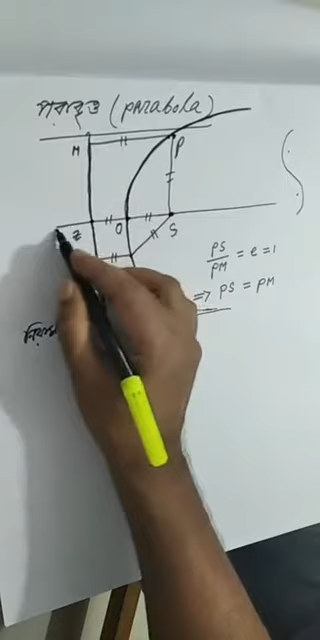 পরাবৃত্ত (parabola)
M P
Z O S
PS/PM = e = 1
⇒ PS = PM